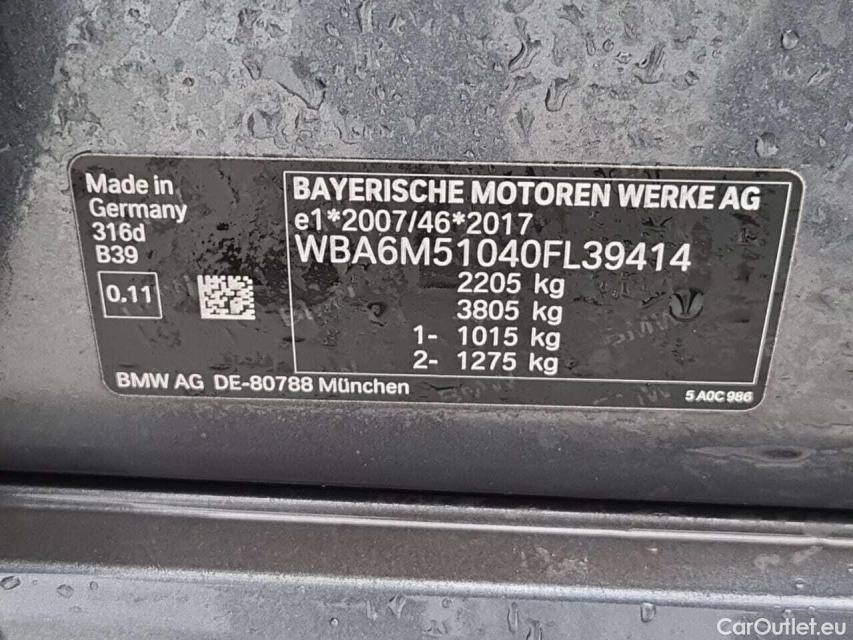 Made in
Germany
316d
B39
0.11
BAYERISCHE MOTOREN WERKE AG
e1*2007/46*2017
WBA6M51040FL39414
2205 kg
3805 kg
1- 1015 kg
2- 1275 kg
BMW AG DE-80788 München
5 A0C 986
CarOutlet.eu